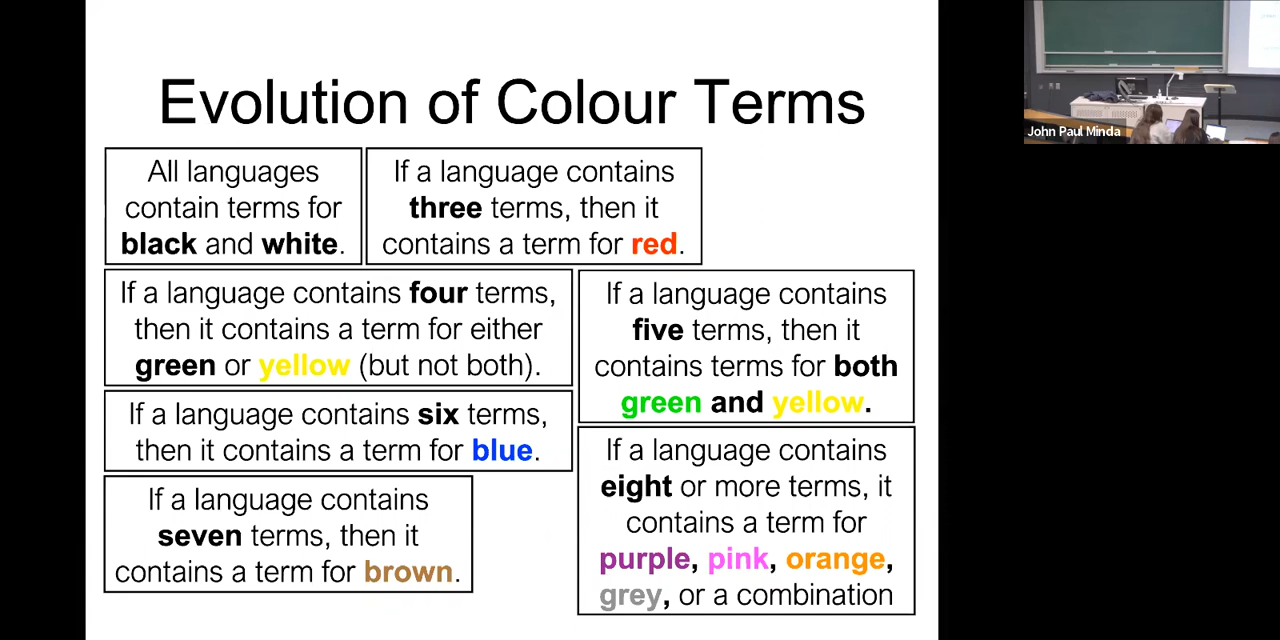 Evolution of Colour Terms
All languages
contain terms for
black and white.
If a language contains
three terms, then it
contains a term for red.
If a language contains four terms,
then it contains a term for either
green or yellow (but not both).
If a language contains
five terms, then it
contains terms for both
green and yellow.
If a language contains six terms,
then it contains a term for blue.
If a language contains
seven terms, then it
contains a term for brown.
If a language contains
eight or more terms, it
contains a term for
purple, pink, orange,
grey, or a combination
John Paul Minda